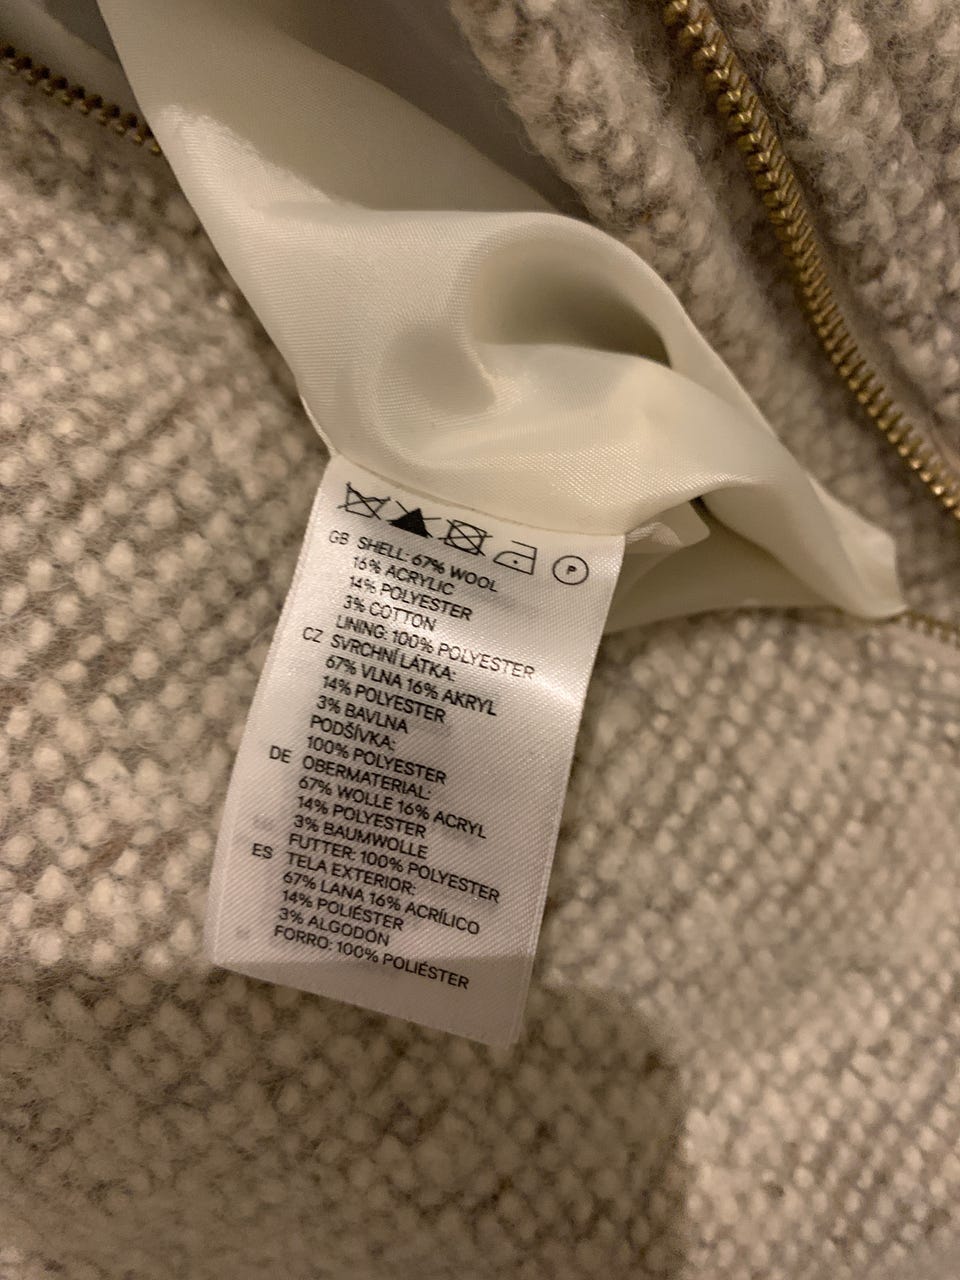 P
GB SHELL: 67% WOOL
16% ACRYLIC
14% POLYESTER
3% COTTON
LINING: 100% POLYESTER
CZ SVRCHNÍ LÁTKA:
67% VLNA 16% AKRYL
14% POLYESTER
3% BAVLNA
PODŠÍVKA:
100% POLYESTER
DE OBERMATERIAL:
67% WOLLE 16% ACRYL
14% POLYESTER
3% BAUMWOLLE
FUTTER: 100% POLYESTER
ES TELA EXTERIOR:
67% LANA 16% ACRÍLICO
14% POLIÉSTER
3% ALGODÓN
FORRO: 100% POLIÉSTER